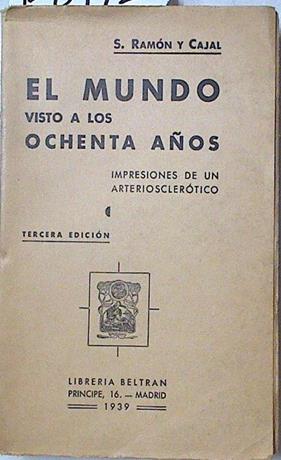 S. RAMÓN Y CAJAL
EL MUNDO
VISTO A LOS
OCHENTA AÑOS
IMPRESIONES DE UN
ARTERIOSCLERÓTICO
TERCERA EDICIÓN
LIBRERIA BELTRAN
PRINCIPE, 16. — MADRID
1939